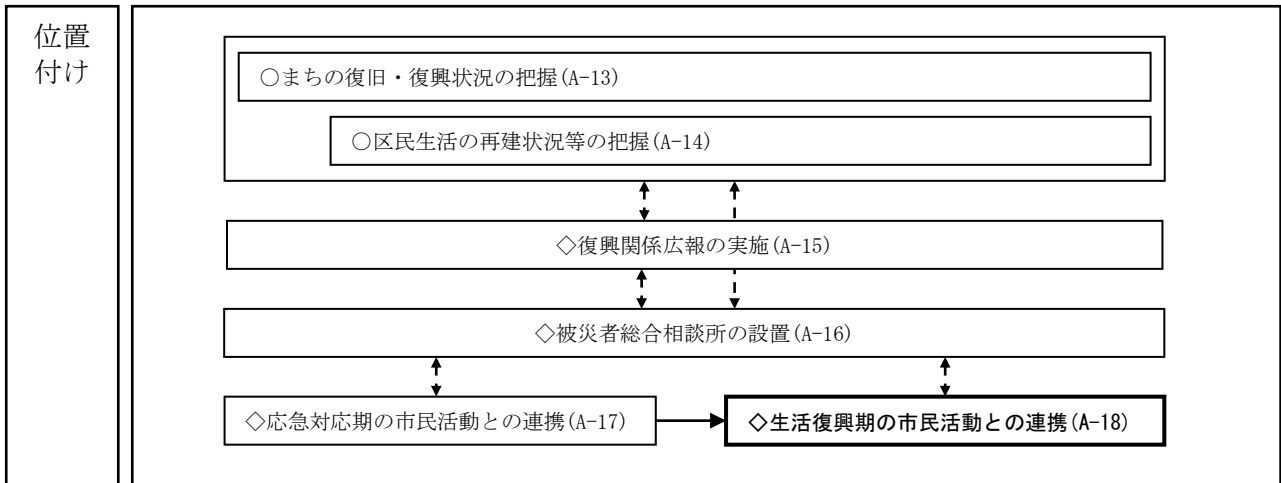 位置
付け
○まちの復旧・復興状況の把握(A-13)
○区民生活の再建状況等の把握(A-14)
◇復興関係広報の実施(A-15)
◇被災者総合相談所の設置(A-16)
◇応急対応期の市民活動との連携(A-17)
◇生活復興期の市民活動との連携(A-18)